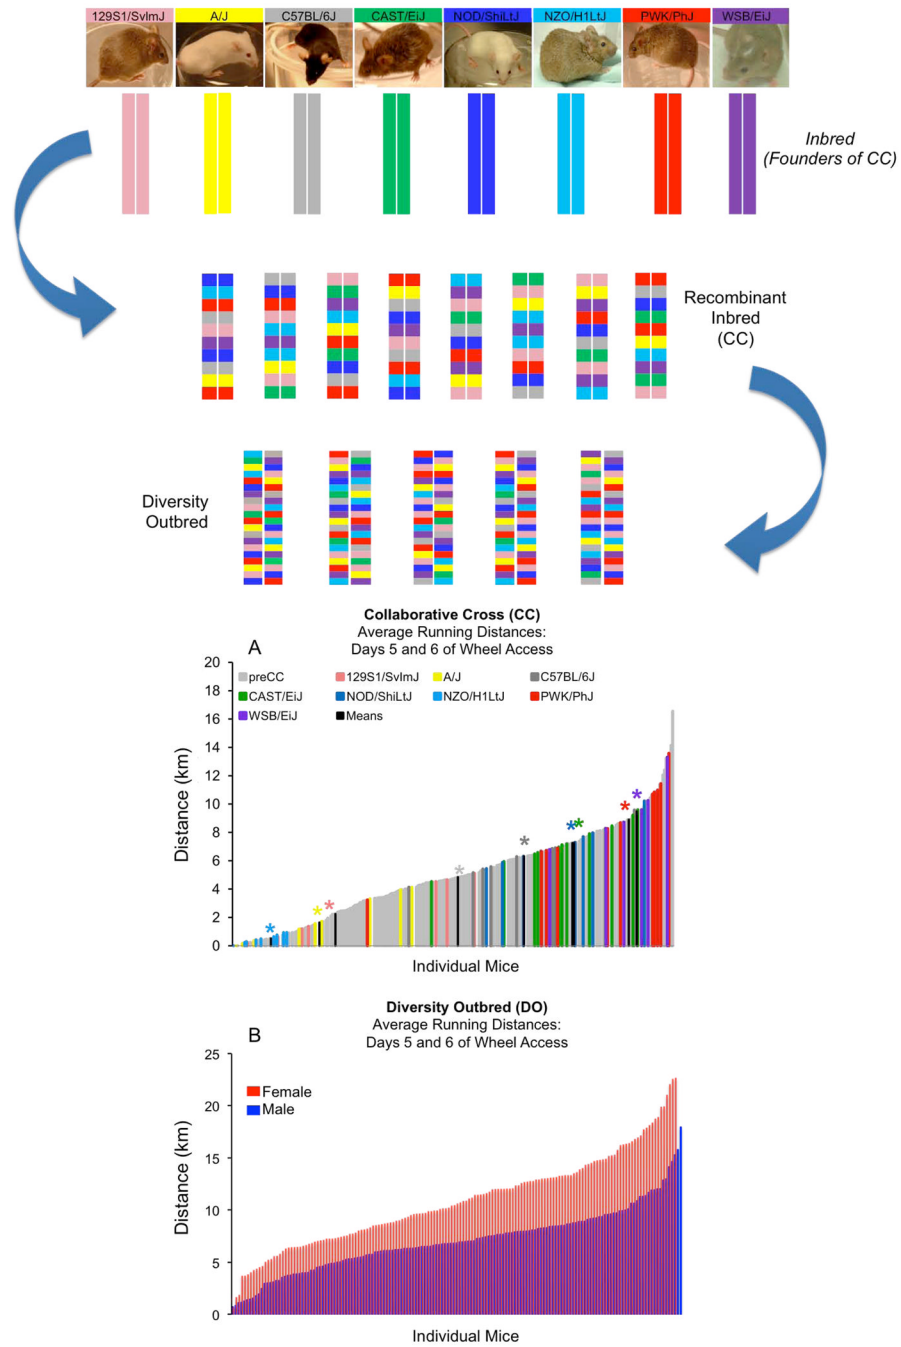 129S1/SvImJ A/J C57BL/6J CAST/EiJ NOD/ShiLtJ NZO/H1LtJ PWK/PhJ WSB/EiJ
Inbred
(Founders of CC)
Recombinant
Inbred
(CC)
Diversity
Outbred
Collaborative Cross (CC)
A
Average Running Distances:
Days 5 and 6 of Wheel Access
20
18
16
14
12
10
8
6
4
2
0
Distance (km)
preCC 129S1/SvImJ A/J C57BL/6J
CAST/EiJ NOD/ShiLtJ NZO/H1LtJ PWK/PhJ
WSB/EiJ Means
* * * * * * * * *
Individual Mice
Diversity Outbred (DO)
B
Average Running Distances:
Days 5 and 6 of Wheel Access
25
20
15
10
5
0
Distance (km)
Female
Male
Individual Mice